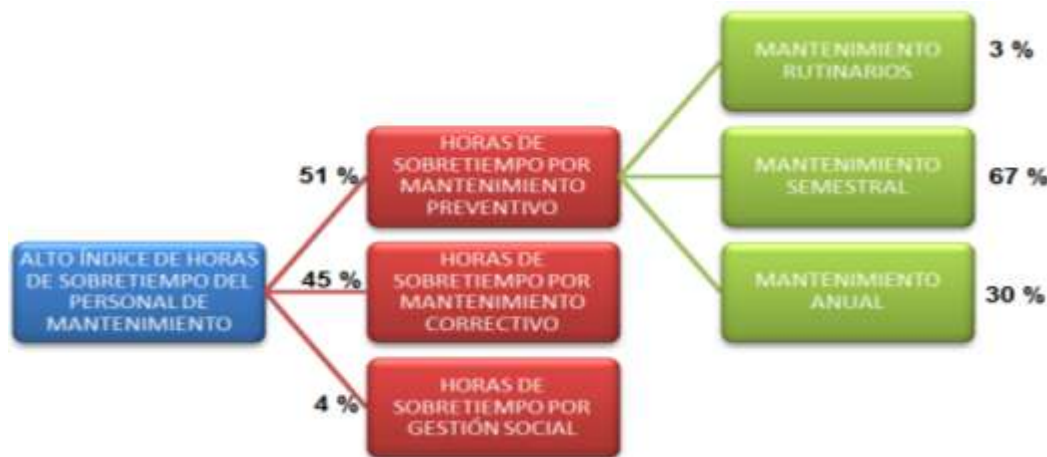 ALTO ÍNDICE DE HORAS
DE SOBRETIEMPO DEL
PERSONAL DE
MANTENIMIENTO
51 %
HORAS DE
SOBRETIEMPO POR
MANTENIMIENTO
PREVENTIVO
45 %
HORAS DE
SOBRETIEMPO POR
MANTENIMIENTO
CORRECTIVO
4 %
HORAS DE
SOBRETIEMPO POR
GESTIÓN SOCIAL
MANTENIMIENTO
RUTINARIOS
3 %
MANTENIMIENTO
SEMESTRAL
67 %
MANTENIMIENTO
ANUAL
30 %